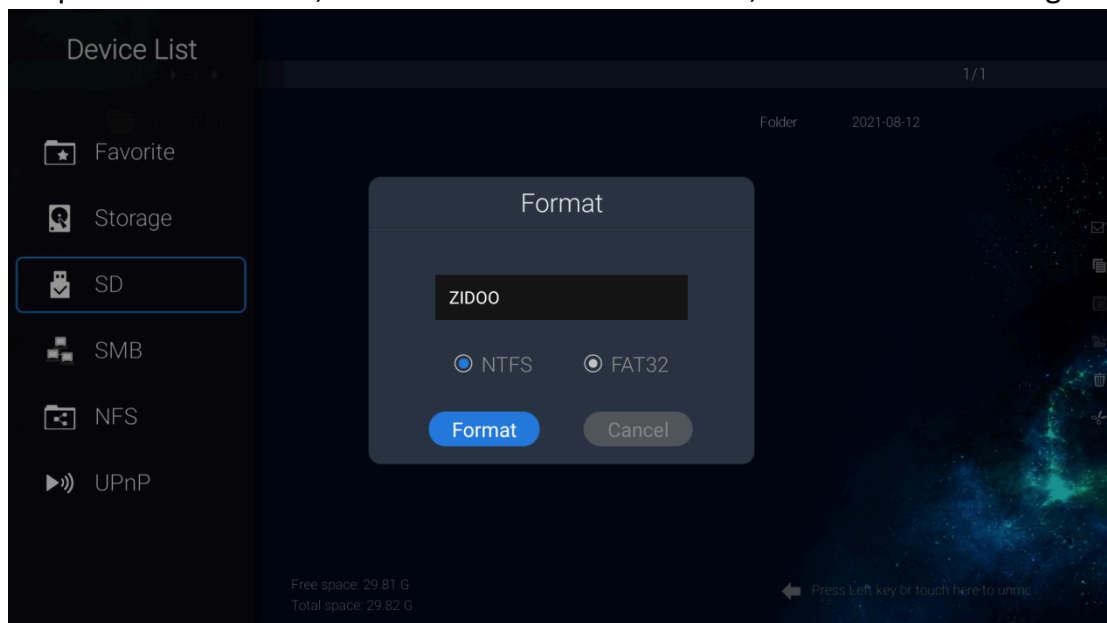 Device List
1/1
Folder 2021-08-12
Favorite
Format
Storage
SD
ZIDOO
SMB
NTFS FAT32
NFS
Format Cancel
UPnP
Free space: 29.81 G
Total space: 29.82 G
Press Left key or touch here to unmo